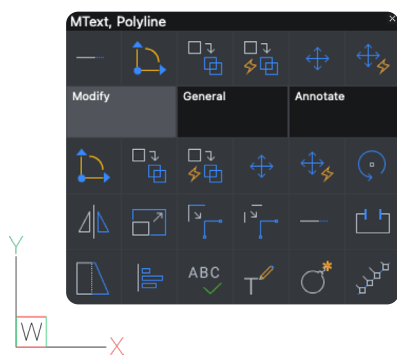 MText, Polyline
Modify
General
Annotate
ABC
T
Y
W
X